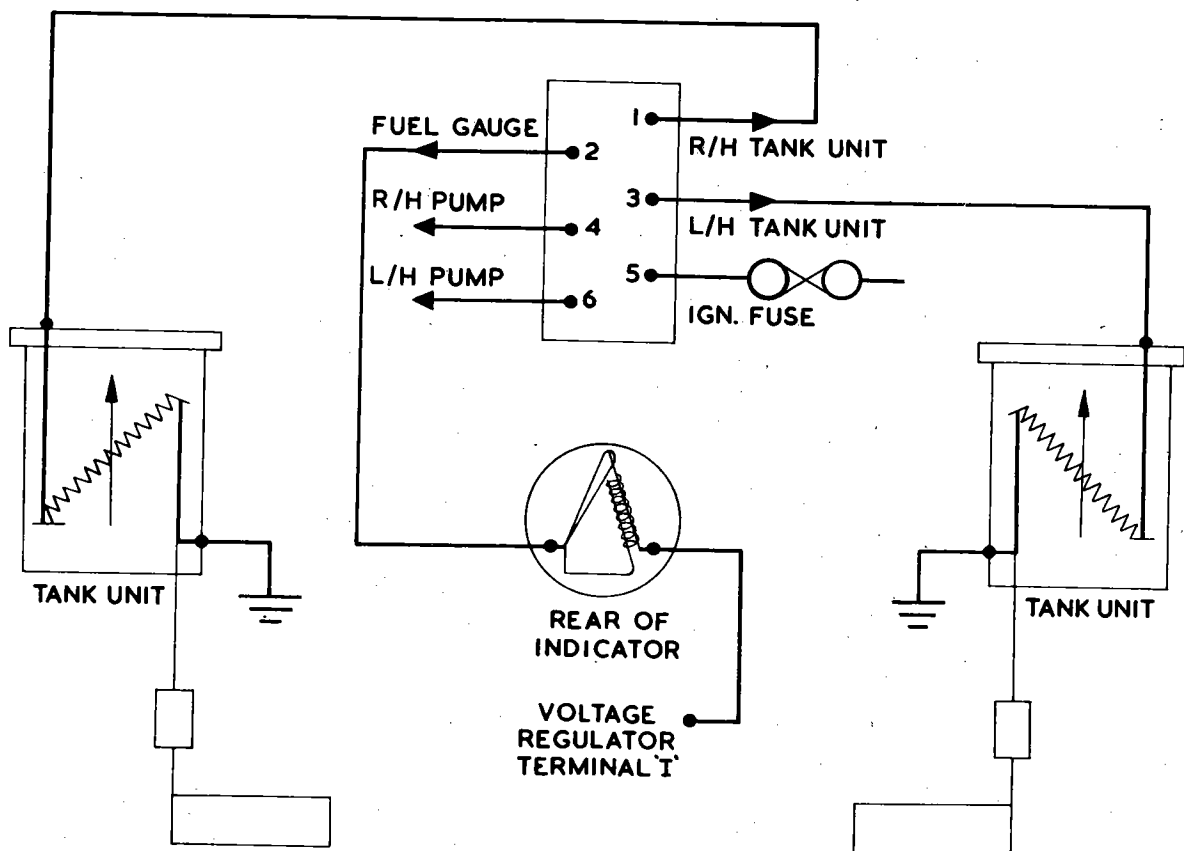 1
FUEL GAUGE
2
R/H TANK UNIT
R/H PUMP
3
4
L/H TANK UNIT
L/H PUMP
5
6
IGN. FUSE
TANK UNIT
REAR OF
INDICATOR
TANK UNIT
VOLTAGE
REGULATOR
TERMINAL 'I'